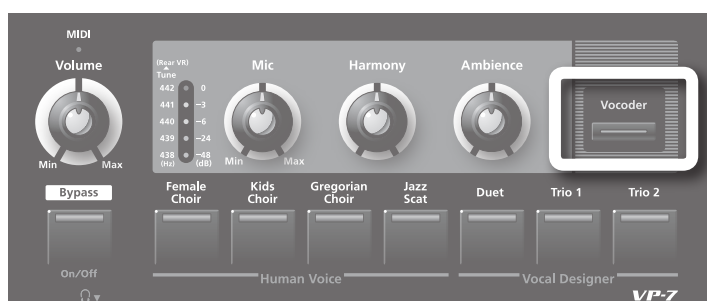 MIDI
Volume
Min Max
Bypass
On/Off
(Rear VR)
Tune
442 0
441 −3
440 −6
439 −24
438 −48
(Hz) (dB)
Mic
Min Max
Harmony
Ambience
Vocoder
Female
Choir
Kids
Choir
Gregorian
Choir
Jazz
Scat
Duet
Trio 1
Trio 2
Human Voice
Vocal Designer
VP-7